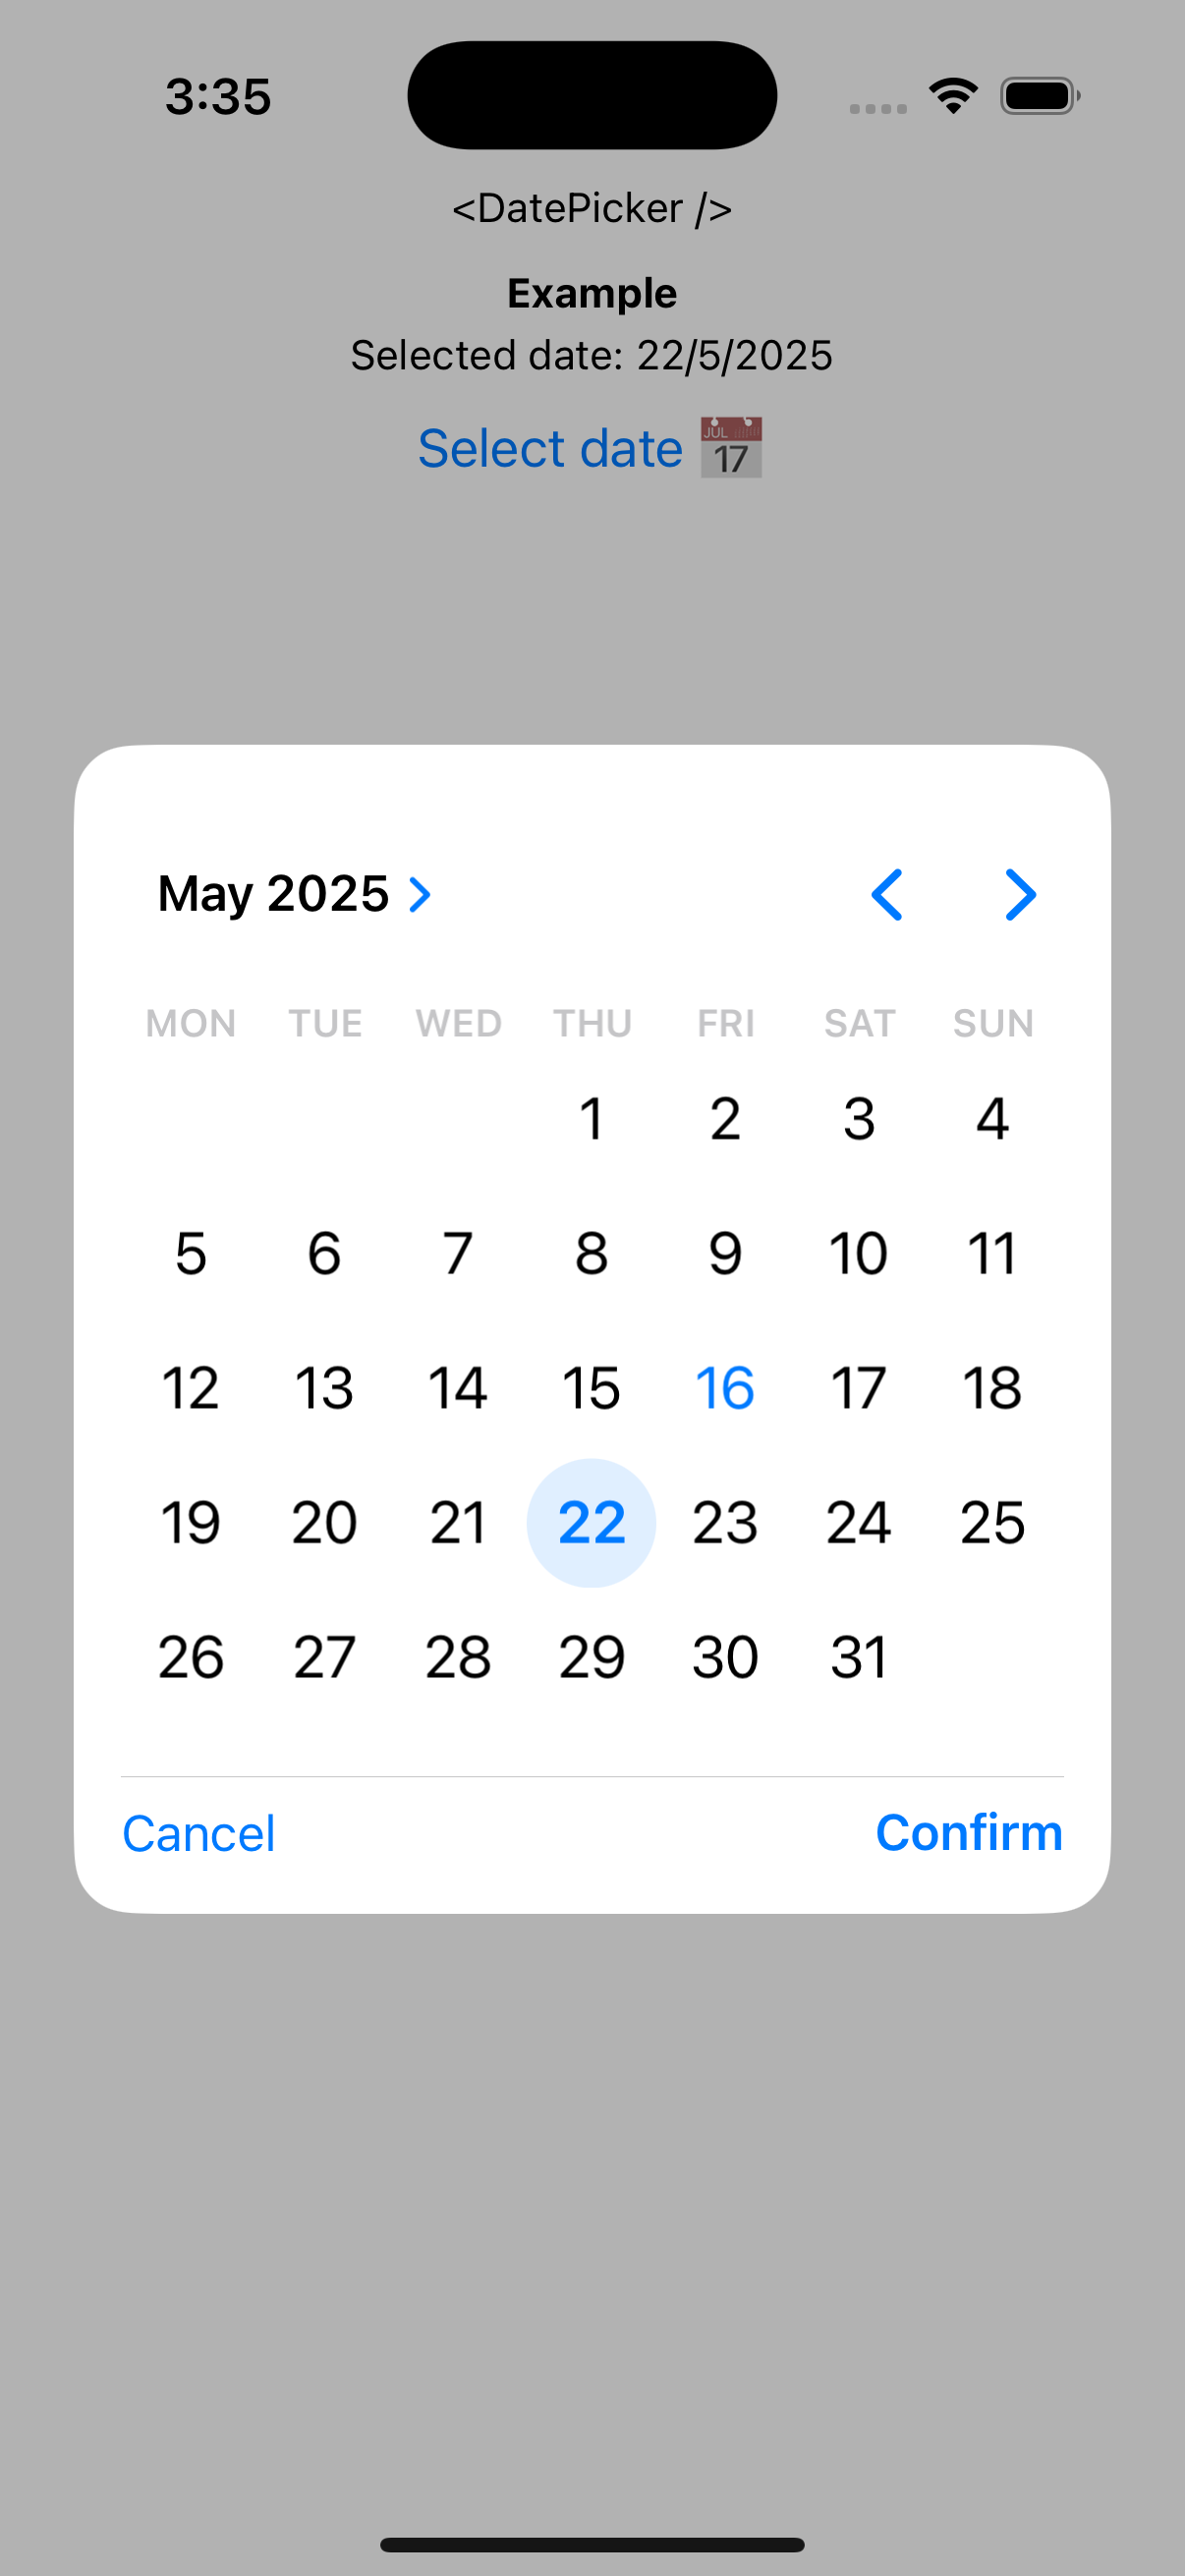 3:35
<DatePicker />
Example
Selected date: 22/5/2025
Select date 📅
May 2025 >
MON TUE WED THU FRI SAT SUN
1 2 3 4
5 6 7 8 9 10 11
12 13 14 15 16 17 18
19 20 21 22 23 24 25
26 27 28 29 30 31
Cancel Confirm